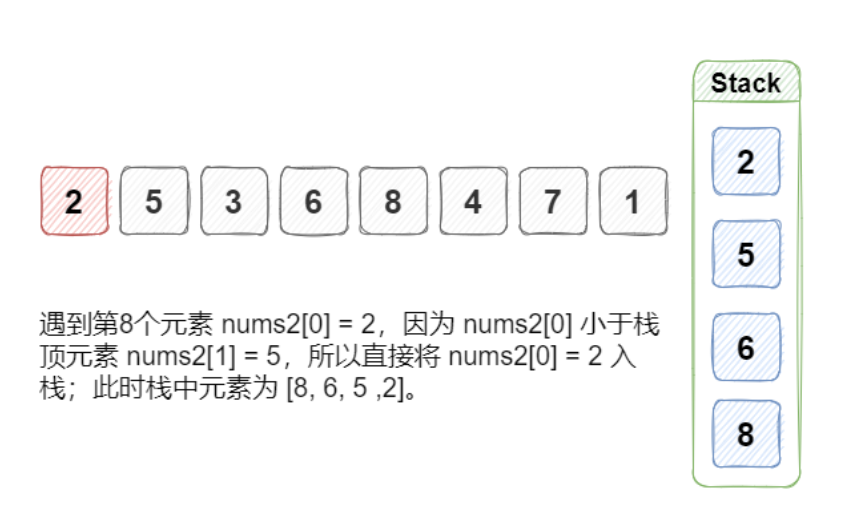 Stack
2
2 5 3 6 8 4 7 1
5
遇到第8个元素 nums2[0] = 2，因为 nums2[0] 小于栈
顶元素 nums2[1] = 5，所以直接将 nums2[0] = 2 入
栈；此时栈中元素为 [8, 6, 5 ,2]。
6
8